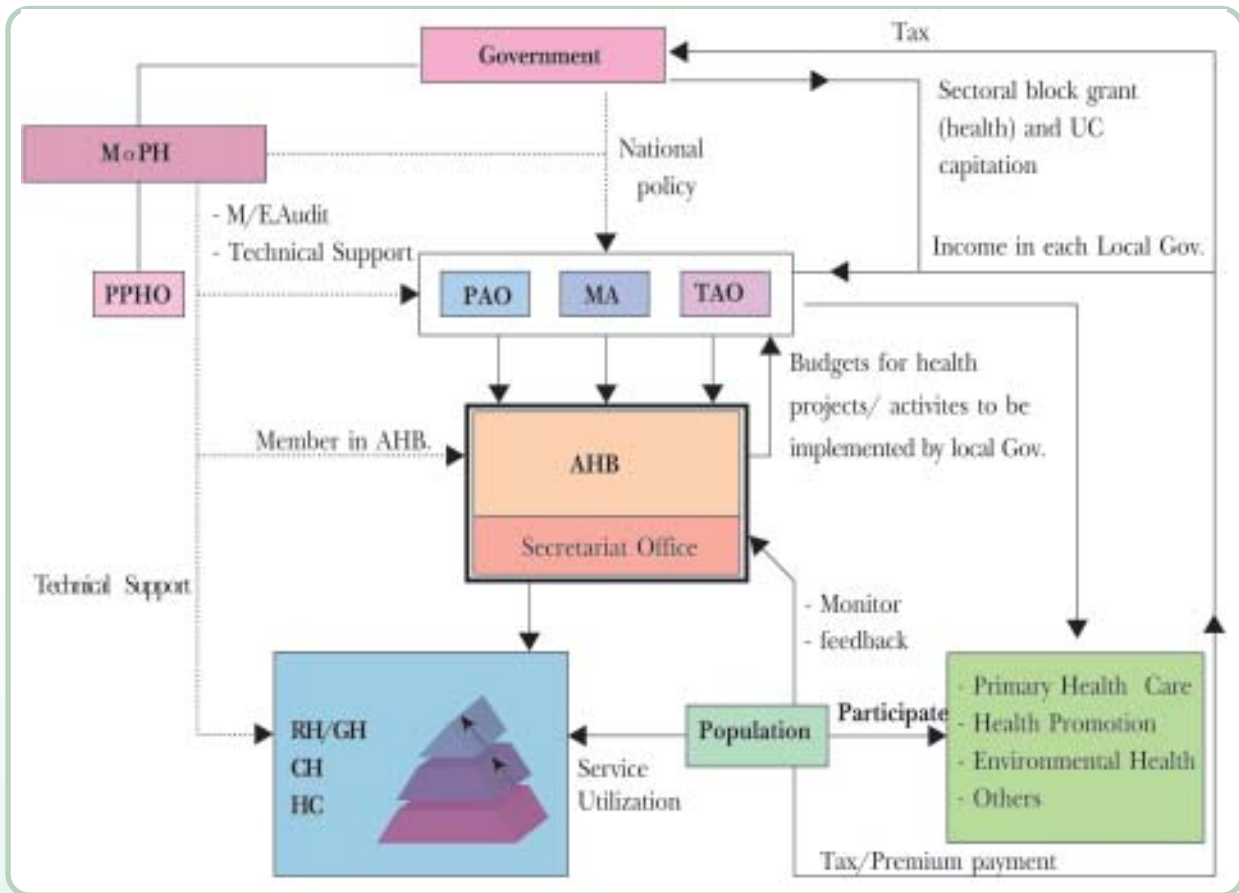 Tax
Government
Sectoral block grant
(health) and UC
capitation
MoPH
National
policy
- M/E.Audit
- Technical Support
Income in each Local Gov.
PPHO
PAO
MA
TAO
Budgets for health
projects/ activites to be
implemented by local Gov.
Member in AHB.
AHB
Secretariat Office
Technical Support
- Monitor
- feedback
RH/GH
CH
HC
Service
Utilization
Population
Participate
- Primary Health Care
- Health Promotion
- Environmental Health
- Others
Tax/Premium payment